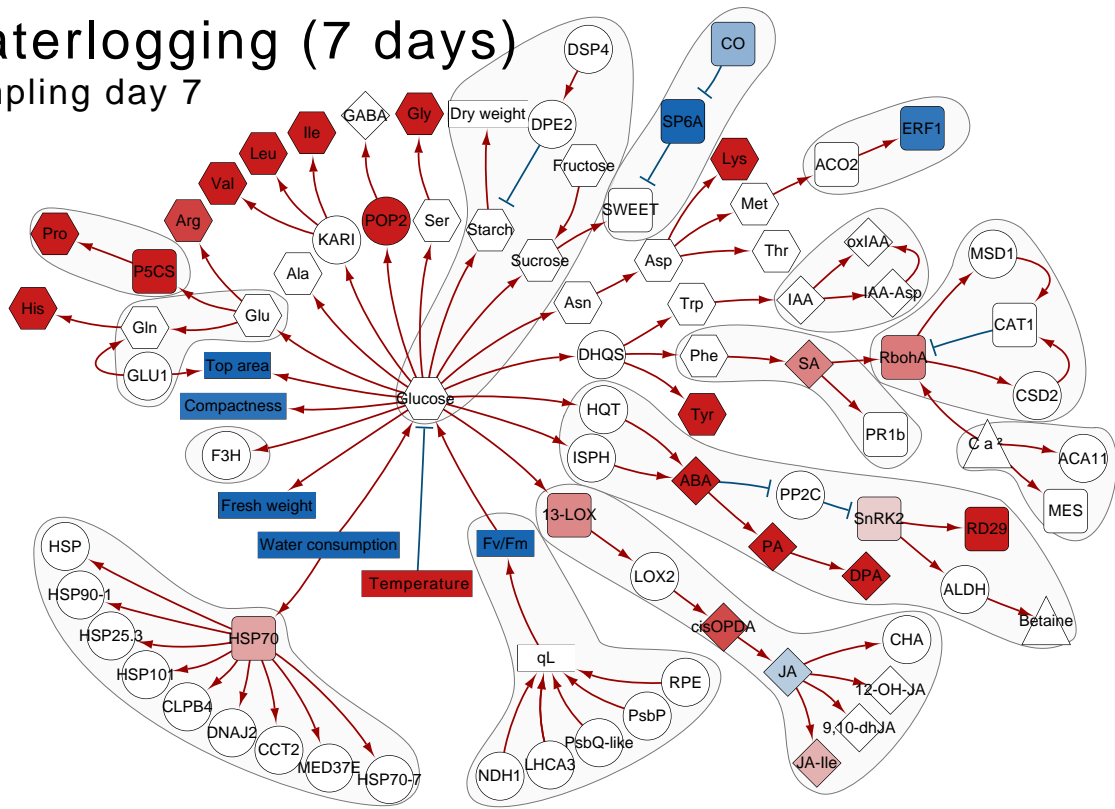 aterlogging (7 days)
pling day 7
DSP4
CO
GABA
Gly
Dry weight
DPE2
SP6A
ERF1
Ile
Leu
Lys
ACO2
Fructose
Val
Met
SWEET
Arg
POP2
Ser
Starch
Pro
KARI
Thr
oxIAA
MSD1
P5CS
Ala
Sucrose
Asp
His
Glu
Asn
Trp
IAA
IAA-Asp
Gln
CAT1
GLU1
Top area
DHQS
Phe
SA
RbohA
Compactness
Glucose
HQT
Tyr
CSD2
PR1b
F3H
ISPH
Ca²
ACA11
ABA
PP2C
MES
Fresh weight
13-LOX
SnRK2
RD29
Water consumption
Fv/Fm
PA
HSP
Temperature
LOX2
DPA
ALDH
HSP90-1
Betaine
HSP25.3
HSP70
cisOPDA
CHA
HSP101
qL
JA
12-OH-JA
CLPB4
RPE
DNAJ2
PsbP
9,10-dhJA
CCT2
PsbQ-like
MED37E
HSP70-7
NDH1
LHCA3
JA-Ile